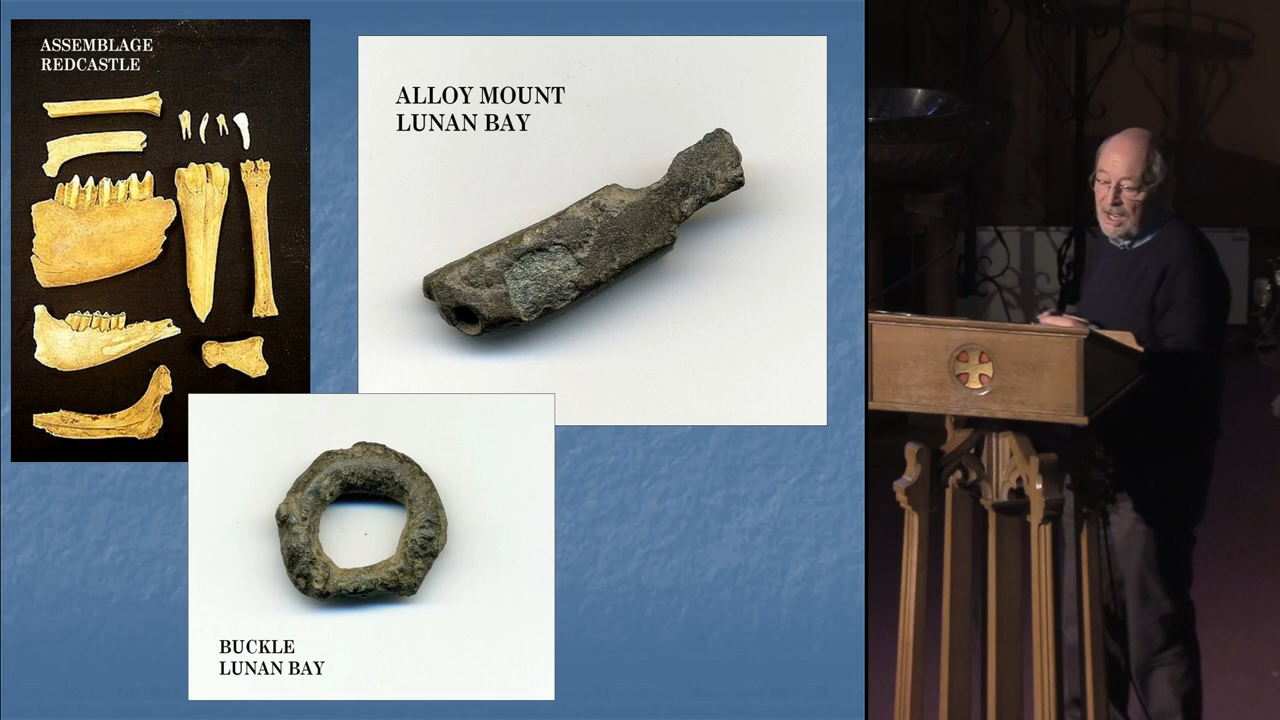 ASSEMBLAGE
REDCASTLE
ALLOY MOUNT
LUNAN BAY
BUCKLE
LUNAN BAY